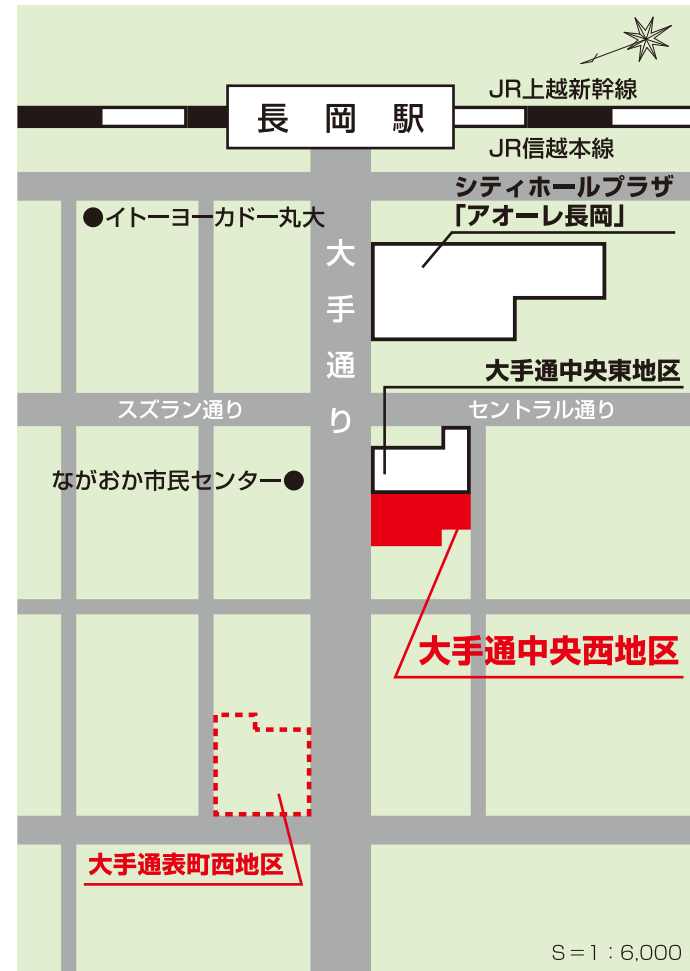 JR上越新幹線
長岡駅
JR信越本線
シティホールプラザ
「アオーレ長岡」
●イトーヨーカドー丸大
大手通り
大手通中央東地区
スズラン通り
セントラル通り
ながおか市民センター●
大手通中央西地区
大手通表町西地区
S=1:6,000